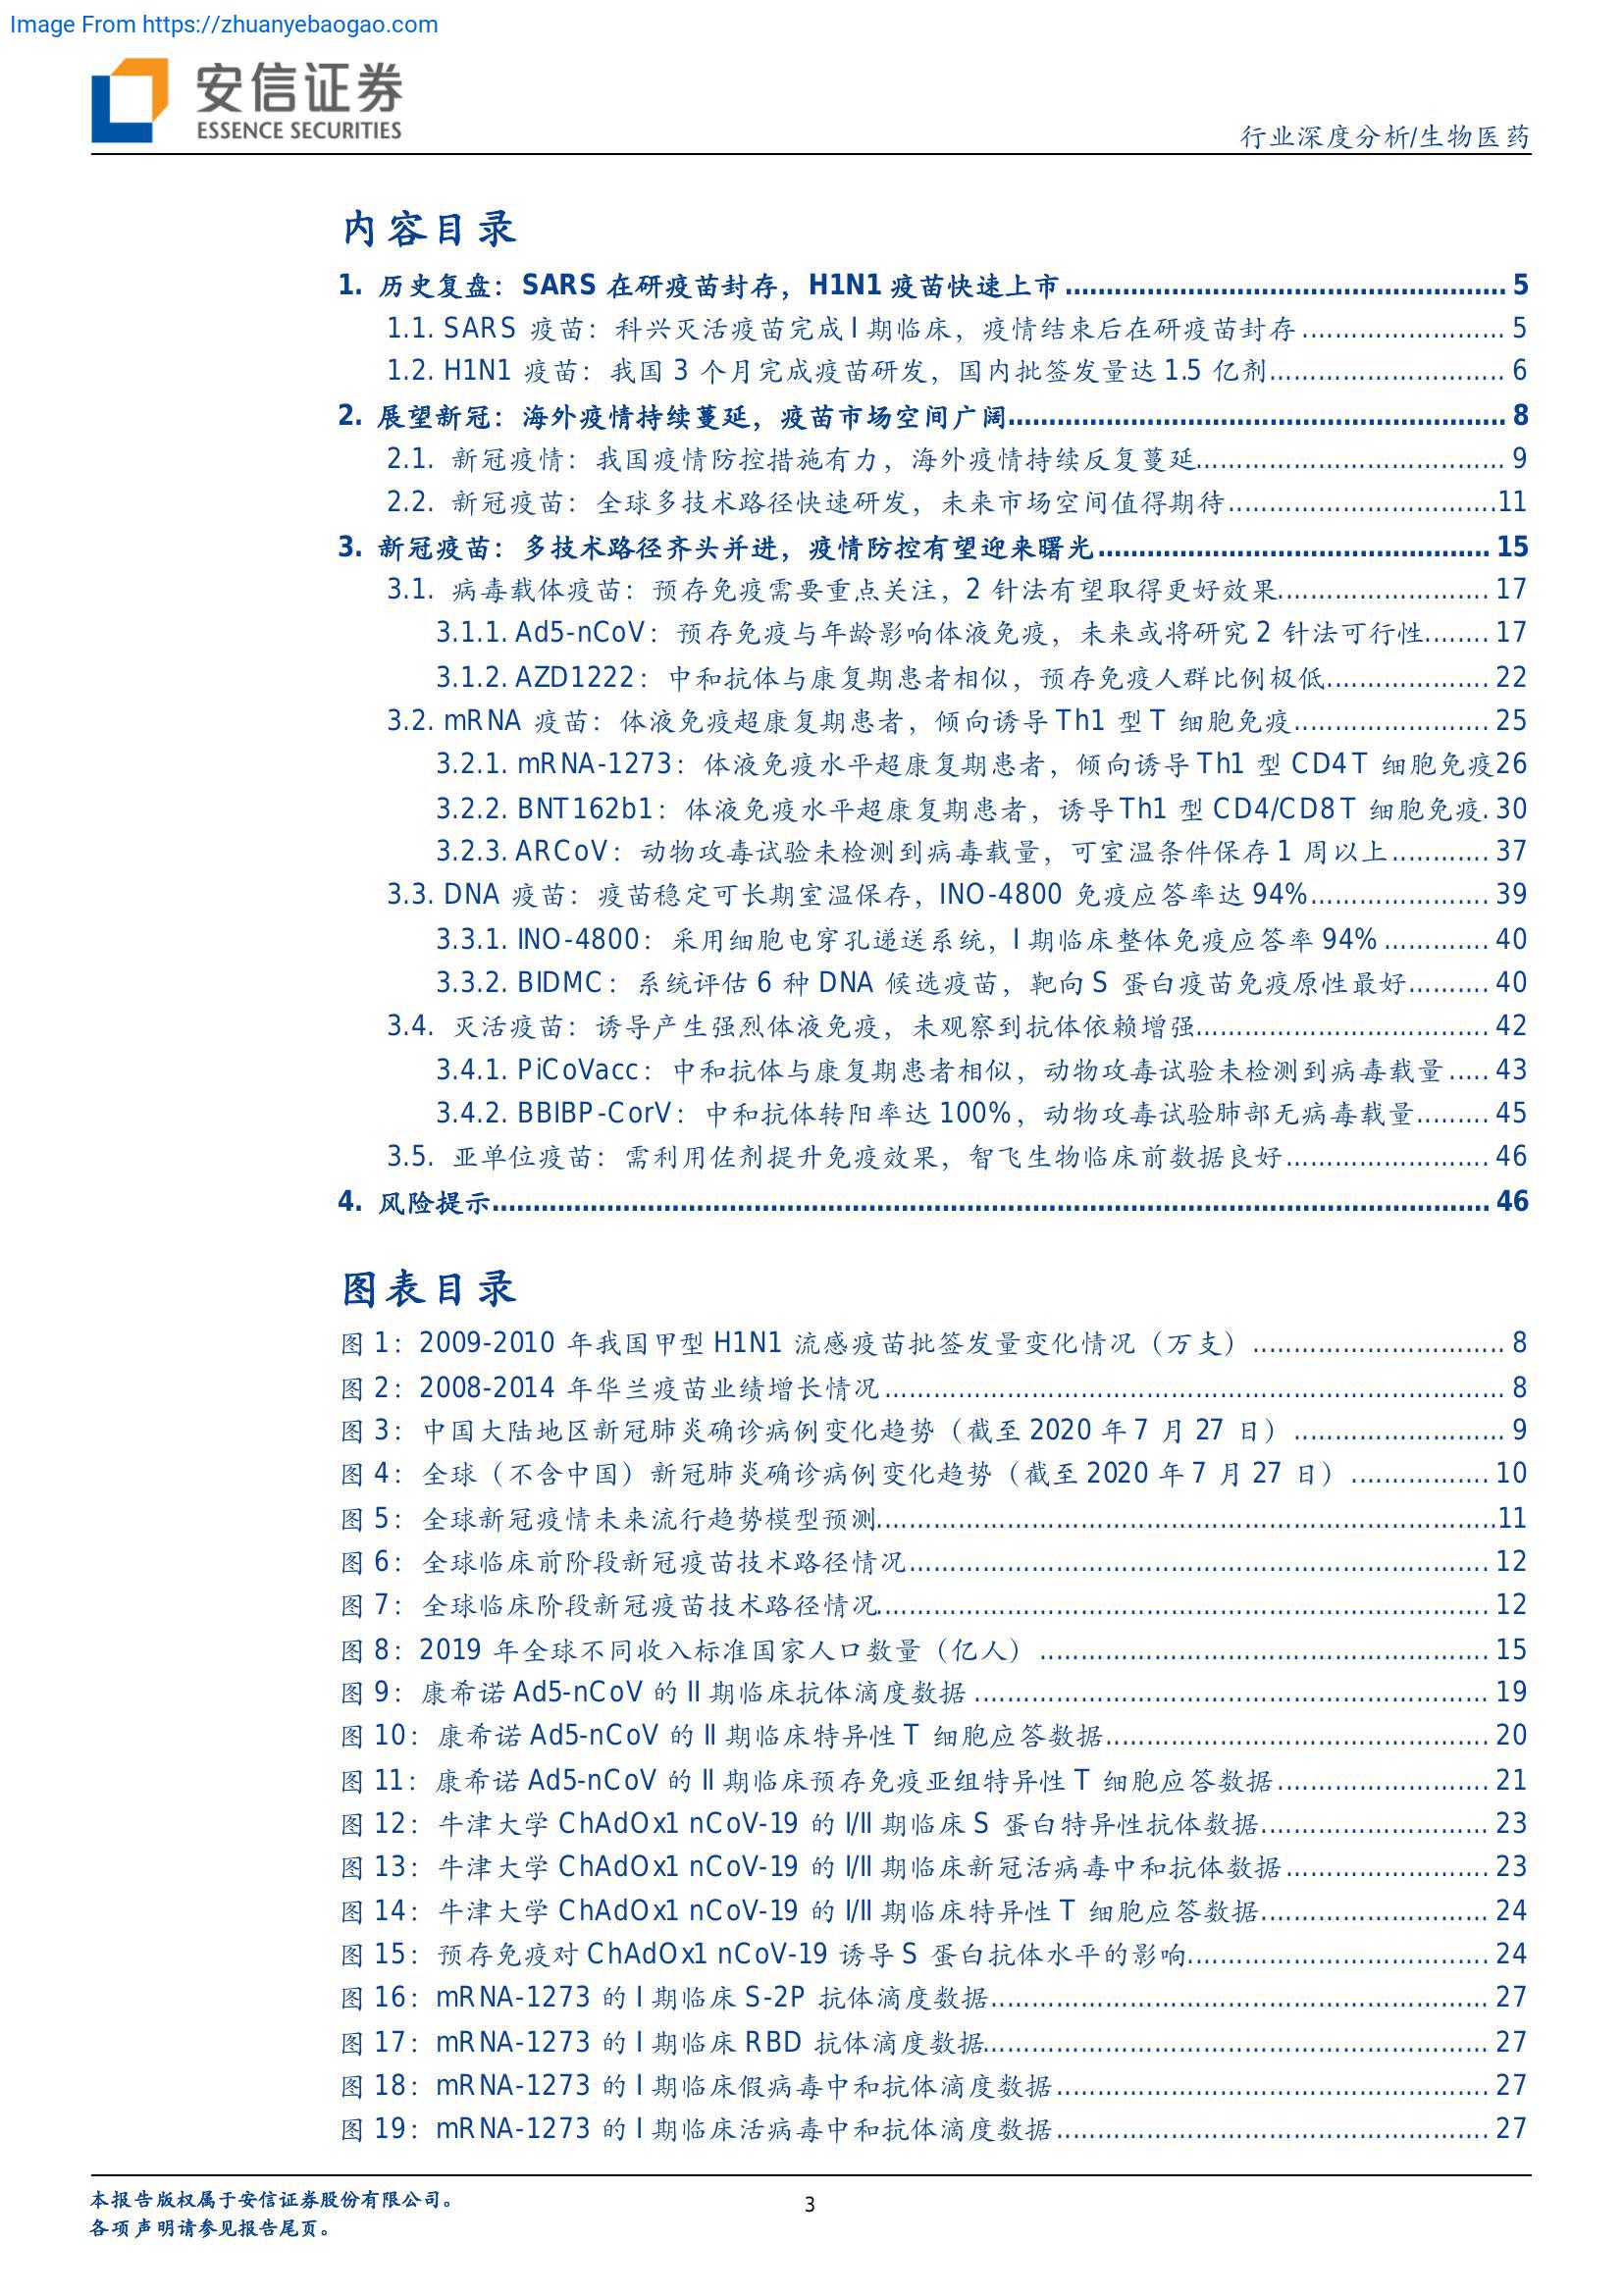 Image From https://zhuanyebaogao.com
安信证券
ESSENCE SECURITIES
行业深度分析/生物医药
内容目录
1. 历史复盘：SARS 在研疫苗封存，H1N1 疫苗快速上市 5
1.1. SARS 疫苗：科兴灭活疫苗完成 I 期临床，疫情结束后在研疫苗封存 5
1.2. H1N1 疫苗：我国 3 个月完成疫苗研发，国内批签发量达 1.5 亿剂 6
2. 展望新冠：海外疫情持续蔓延，疫苗市场空间广阔 8
2.1. 新冠疫情：我国疫情防控措施有力，海外疫情持续反复蔓延 9
2.2. 新冠疫苗：全球多技术路径快速研发，未来市场空间值得期待 11
3. 新冠疫苗：多技术路径齐头并进，疫情防控有望迎来曙光 15
3.1. 病毒载体疫苗：预存免疫需要重点关注，2 针法有望取得更好效果 17
3.1.1. Ad5-nCoV：预存免疫与年龄影响体液免疫，未来或将研究 2 针法可行性 17
3.1.2. AZD1222：中和抗体与康复期患者相似，预存免疫人群比例极低 22
3.2. mRNA 疫苗：体液免疫超康复期患者，倾向诱导 Th1 型 T 细胞免疫 25
3.2.1. mRNA-1273：体液免疫水平超康复期患者，倾向诱导 Th1 型 CD4 T 细胞免疫 26
3.2.2. BNT162b1：体液免疫水平超康复期患者，诱导 Th1 型 CD4/CD8 T 细胞免疫 30
3.2.3. ARCoV：动物攻毒试验未检测到病毒载量，可室温条件保存 1 周以上 37
3.3. DNA 疫苗：疫苗稳定可长期室温保存，INO-4800 免疫应答率达 94% 39
3.3.1. INO-4800：采用细胞电穿孔递送系统，I 期临床整体免疫应答率 94% 40
3.3.2. BIDMC：系统评估 6 种 DNA 候选疫苗，靶向 S 蛋白疫苗免疫原性最好 40
3.4. 灭活疫苗：诱导产生强烈体液免疫，未观察到抗体依赖增强 42
3.4.1. PiCoVacc：中和抗体与康复期患者相似，动物攻毒试验未检测到病毒载量 43
3.4.2. BBIBP-CorV：中和抗体转阳率达 100%，动物攻毒试验肺部无病毒载量 45
3.5. 亚单位疫苗：需利用佐剂提升免疫效果，智飞生物临床前数据良好 46
4. 风险提示 46
图表目录
图 1：2009-2010 年我国甲型 H1N1 流感疫苗批签发量变化情况（万支） 8
图 2：2008-2014 年华兰疫苗业绩增长情况 8
图 3：中国大陆地区新冠肺炎确诊病例变化趋势（截至 2020 年 7 月 27 日） 9
图 4：全球（不含中国）新冠肺炎确诊病例变化趋势（截至 2020 年 7 月 27 日） 10
图 5：全球新冠疫情未来流行趋势模型预测 11
图 6：全球临床前阶段新冠疫苗技术路径情况 12
图 7：全球临床阶段新冠疫苗技术路径情况 12
图 8：2019 年全球不同收入标准国家人口数量（亿人） 15
图 9：康希诺 Ad5-nCoV 的 II 期临床抗体滴度数据 19
图 10：康希诺 Ad5-nCoV 的 II 期临床特异性 T 细胞应答数据 20
图 11：康希诺 Ad5-nCoV 的 II 期临床预存免疫亚组特异性 T 细胞应答数据 21
图 12：牛津大学 ChAdOx1 nCoV-19 的 I/II 期临床 S 蛋白特异性抗体数据 23
图 13：牛津大学 ChAdOx1 nCoV-19 的 I/II 期临床新冠活病毒中和抗体数据 23
图 14：牛津大学 ChAdOx1 nCoV-19 的 I/II 期临床特异性 T 细胞应答数据 24
图 15：预存免疫对 ChAdOx1 nCoV-19 诱导 S 蛋白抗体水平的影响 24
图 16：mRNA-1273 的 I 期临床 S-2P 抗体滴度数据 27
图 17：mRNA-1273 的 I 期临床 RBD 抗体滴度数据 27
图 18：mRNA-1273 的 I 期临床假病毒中和抗体滴度数据 27
图 19：mRNA-1273 的 I 期临床活病毒中和抗体滴度数据 27
本报告版权属于安信证券股份有限公司。
各项声明请参见报告尾页。
3